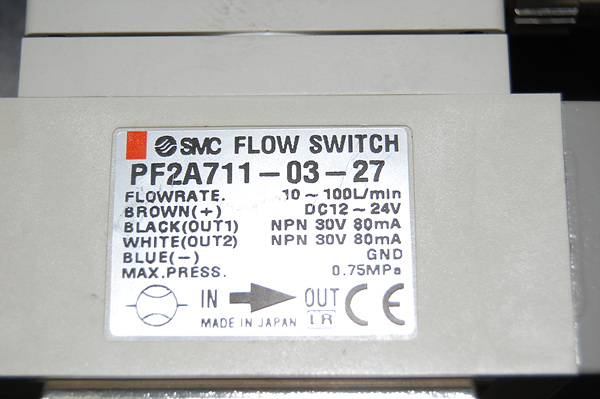 SMC FLOW SWITCH
PF2A711-03-27
FLOWRATE. 10~100L/min
BROWN(+) DC12~24V
BLACK(OUT1) NPN 30V 80mA
WHITE(OUT2) NPN 30V 80mA
BLUE(-) GND
MAX.PRESS. 0.75MPa
IN OUT CE
MADE IN JAPAN LR